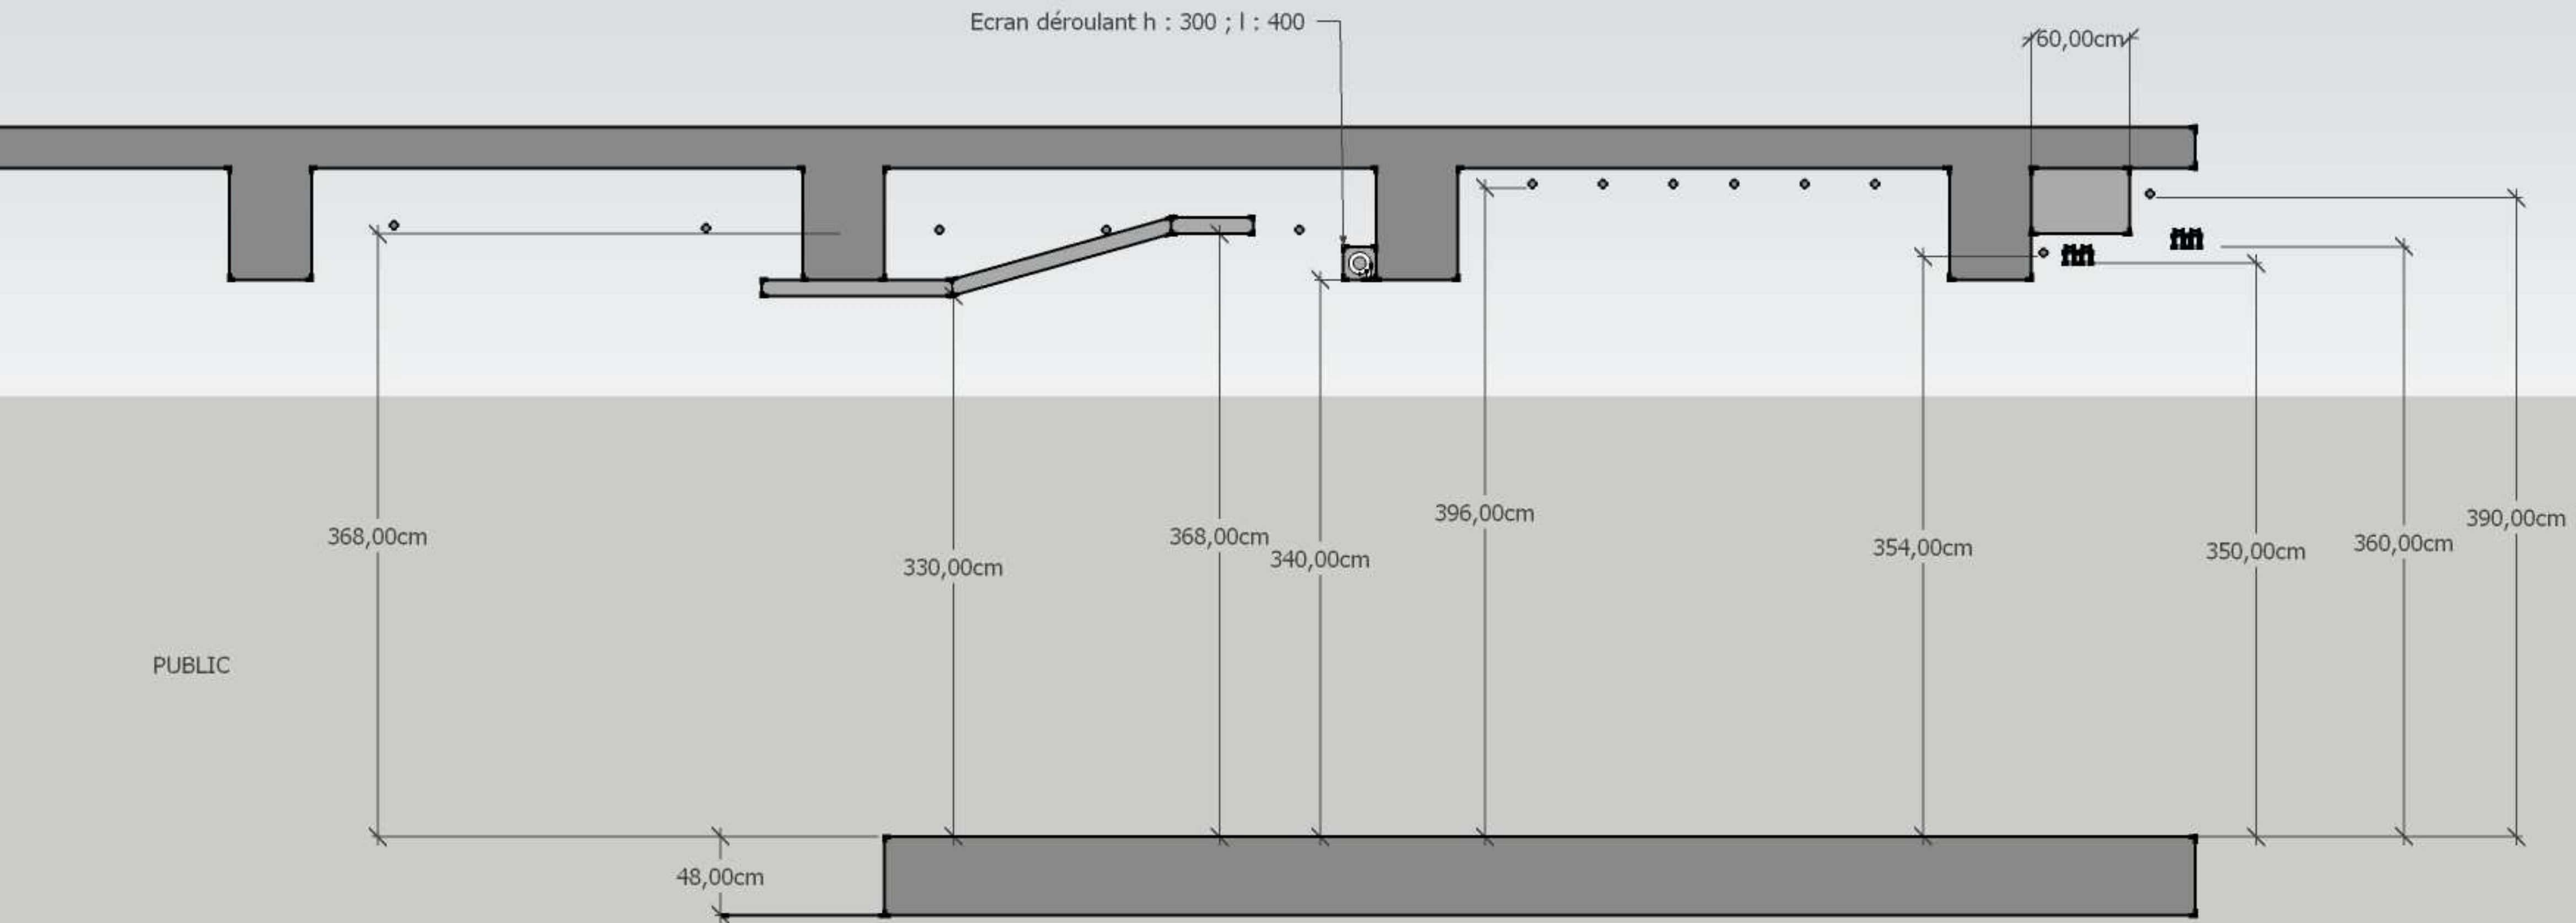 Ecran déroulant h : 300 ; l : 400
60,00cm
396,00cm
390,00cm
368,00cm
368,00cm
354,00cm
360,00cm
350,00cm
340,00cm
330,00cm
PUBLIC
48,00cm